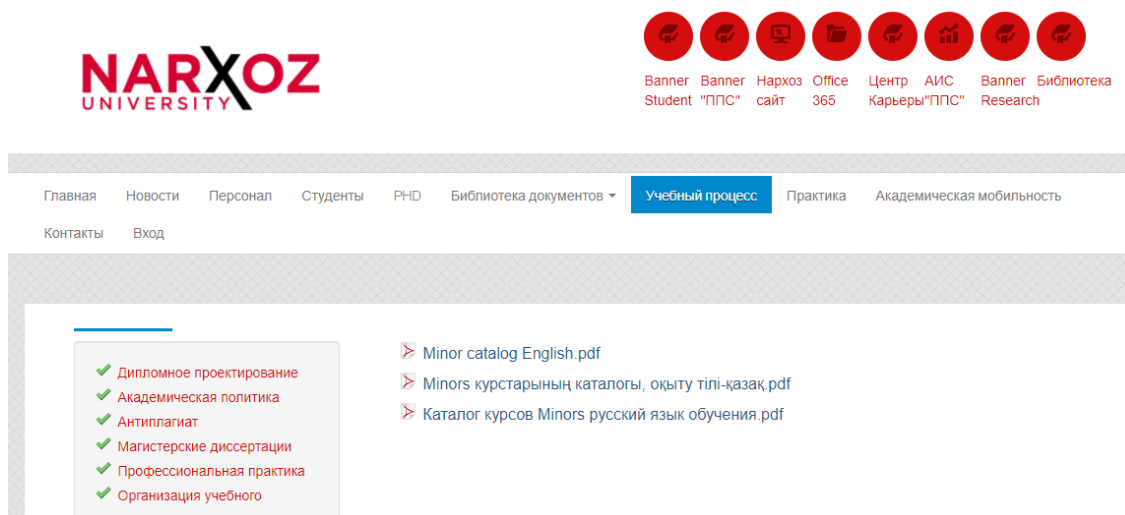 NARXOZ
UNIVERSITY
Banner Student
Banner "ППС"
Нархоз сайт
Office 365
Центр Карьеры
АИС "ППС"
Banner Research
Библиотека
Главная Новости Персонал Студенты PHD Библиотека документов Учебный процесс Практика Академическая мобильность
Контакты Вход
Дипломное проектирование
Академическая политика
Антиплагиат
Магистерские диссертации
Профессиональная практика
Организация учебного
Minor catalog English.pdf
Minors курстарының каталогы, оқыту тілі-қазақ.pdf
Каталог курсов Minors русский язык обучения.pdf